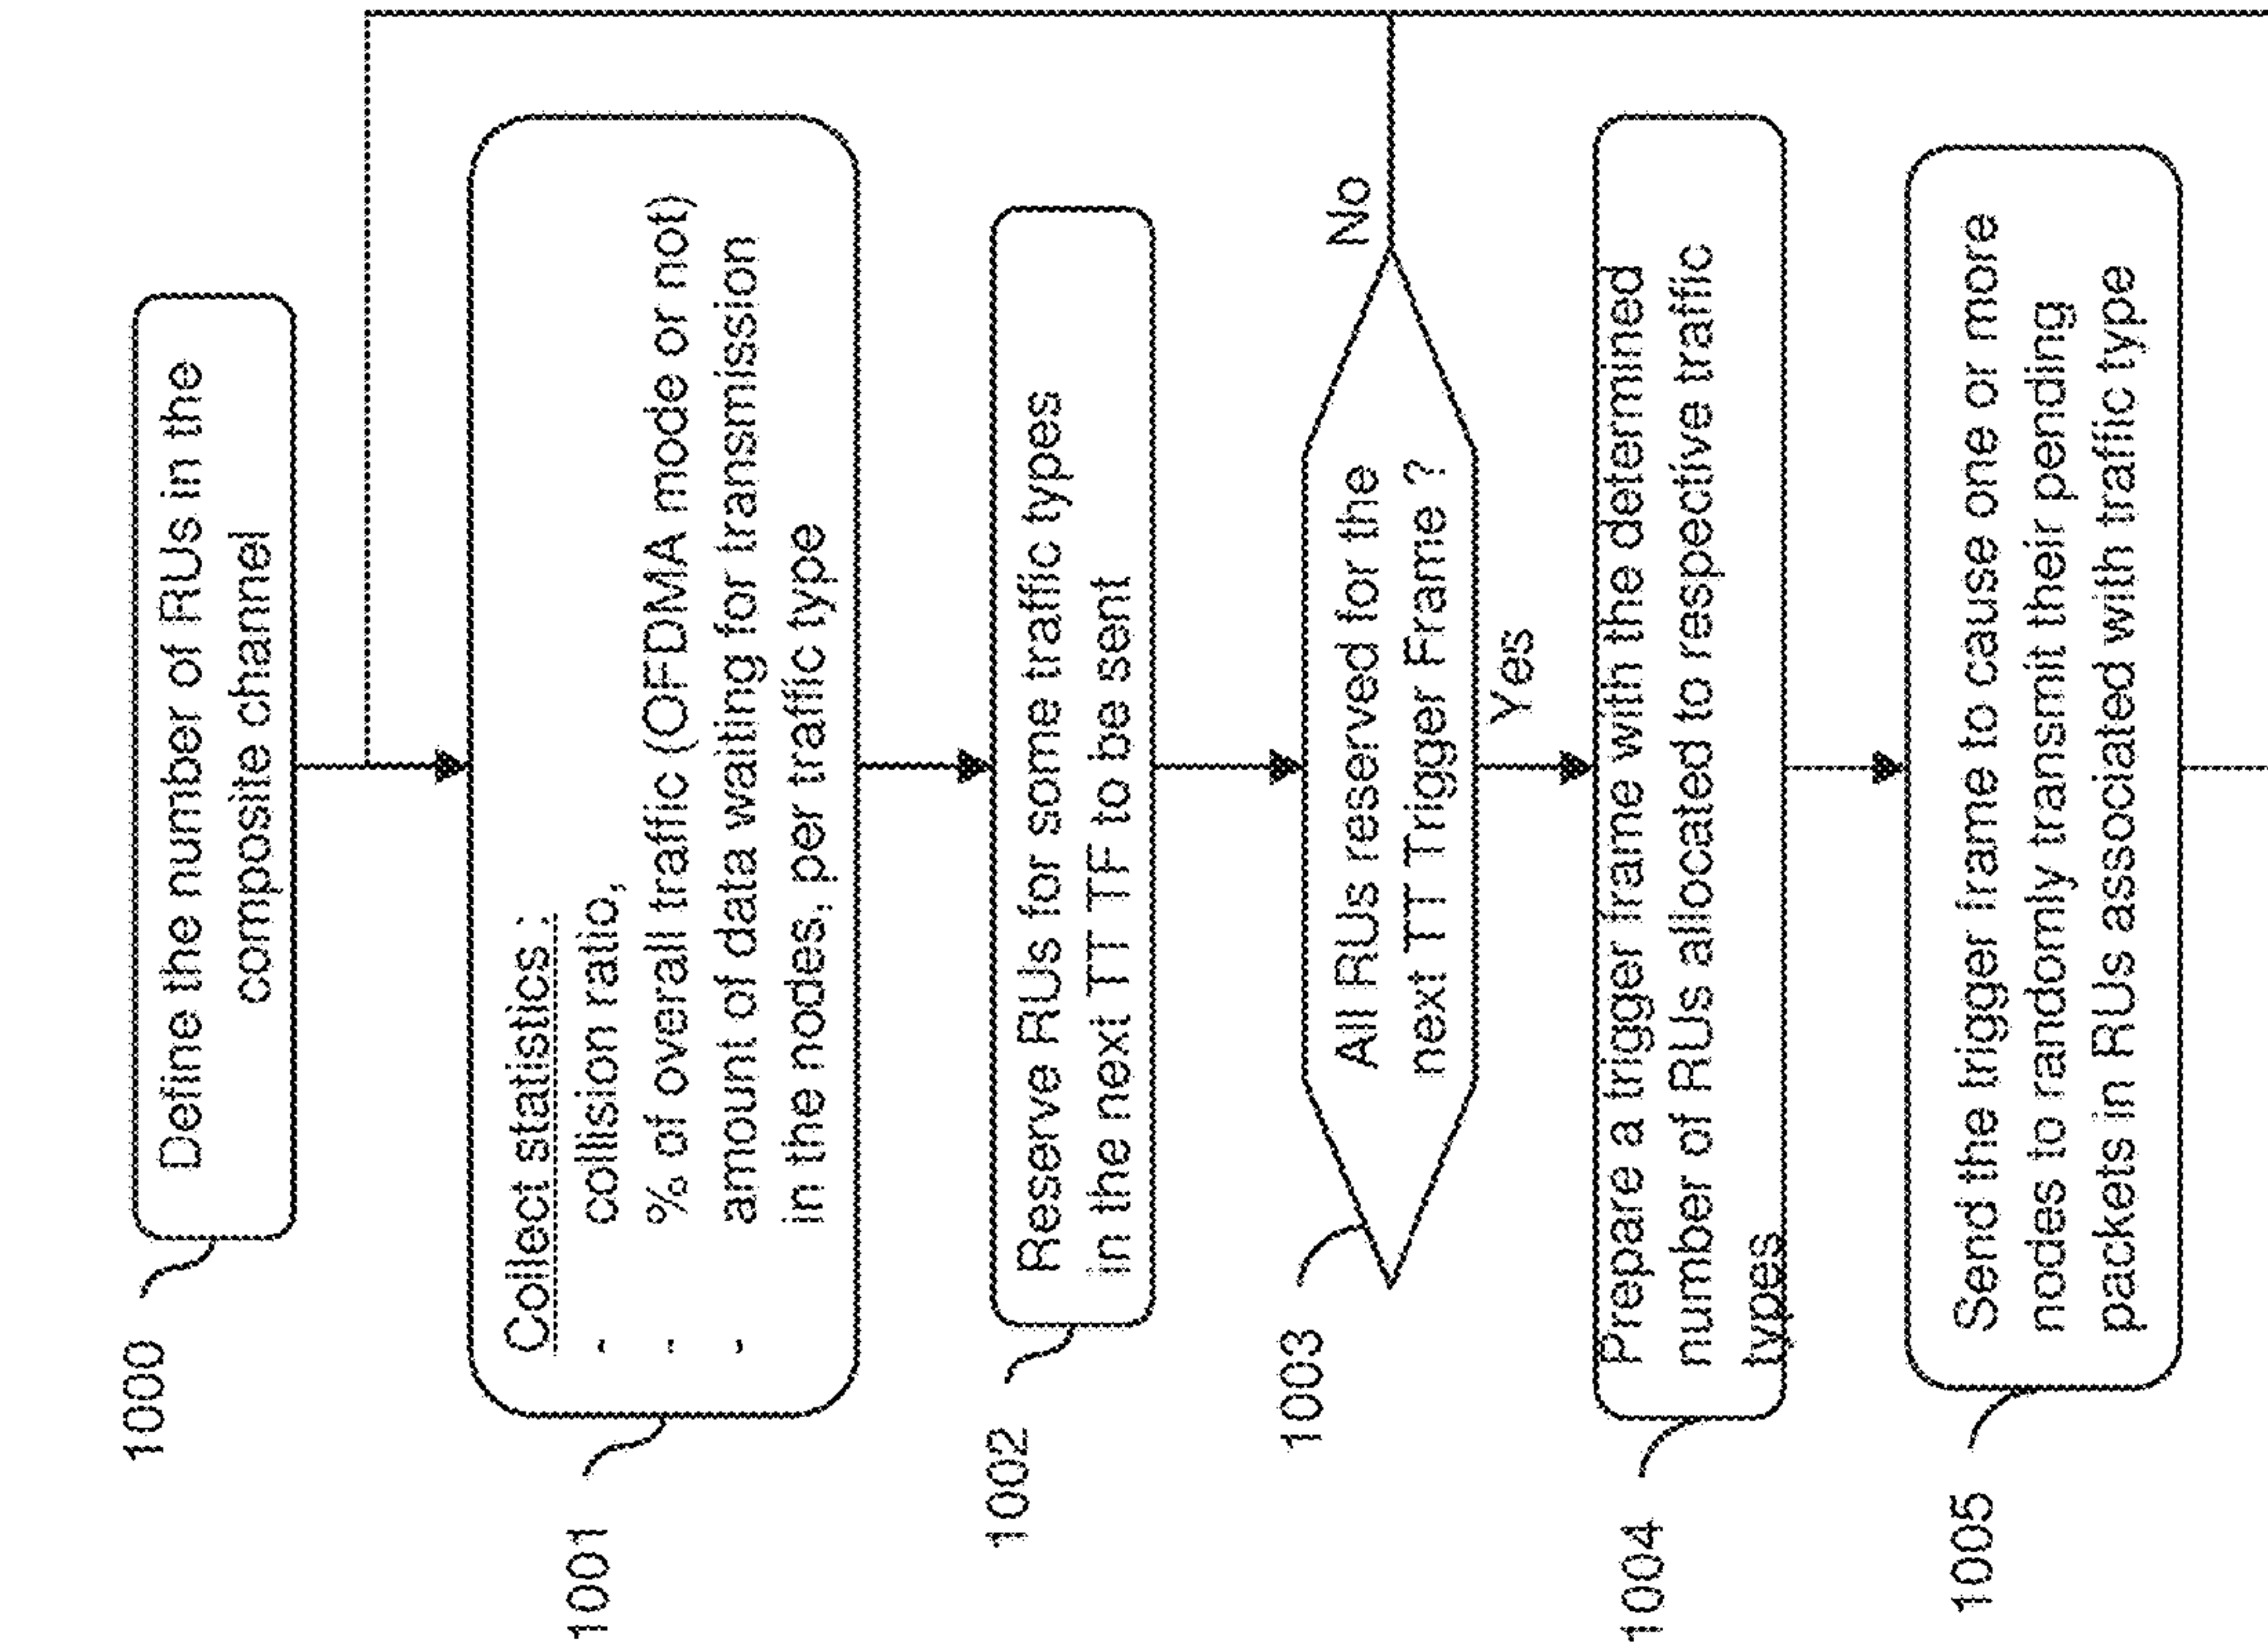 1000
Define the number of RUs in the
composite channel
1001
Collect statistics :
- collision ratio,
- % of overall traffic (OFDMA mode or not)
- amount of data waiting for transmission
in the nodes, per traffic type
1002
Reserve RUs for some traffic types
in the next TT TF to be sent
1003
All RUs reserved for the
next TT Trigger Frame ?
No
Yes
1004
Prepare a trigger frame with the determined
number of RUs allocated to respective traffic
types
1005
Send the trigger frame to cause one or more
nodes to randomly transmit their pending
packets in RUs associated with traffic type